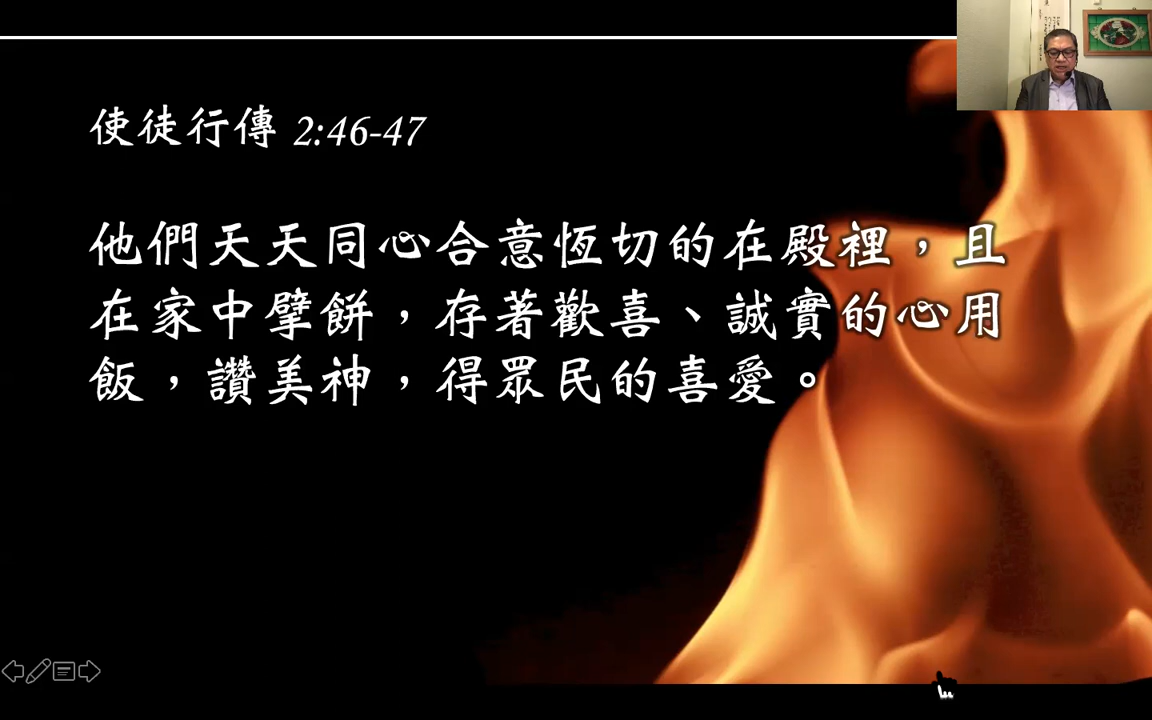 使徒行傳 2:46-47
他們天天同心合意恆切的在殿裡，且
在家中擘餅，存著歡喜、誠實的心用
飯，讚美神，得眾民的喜愛。